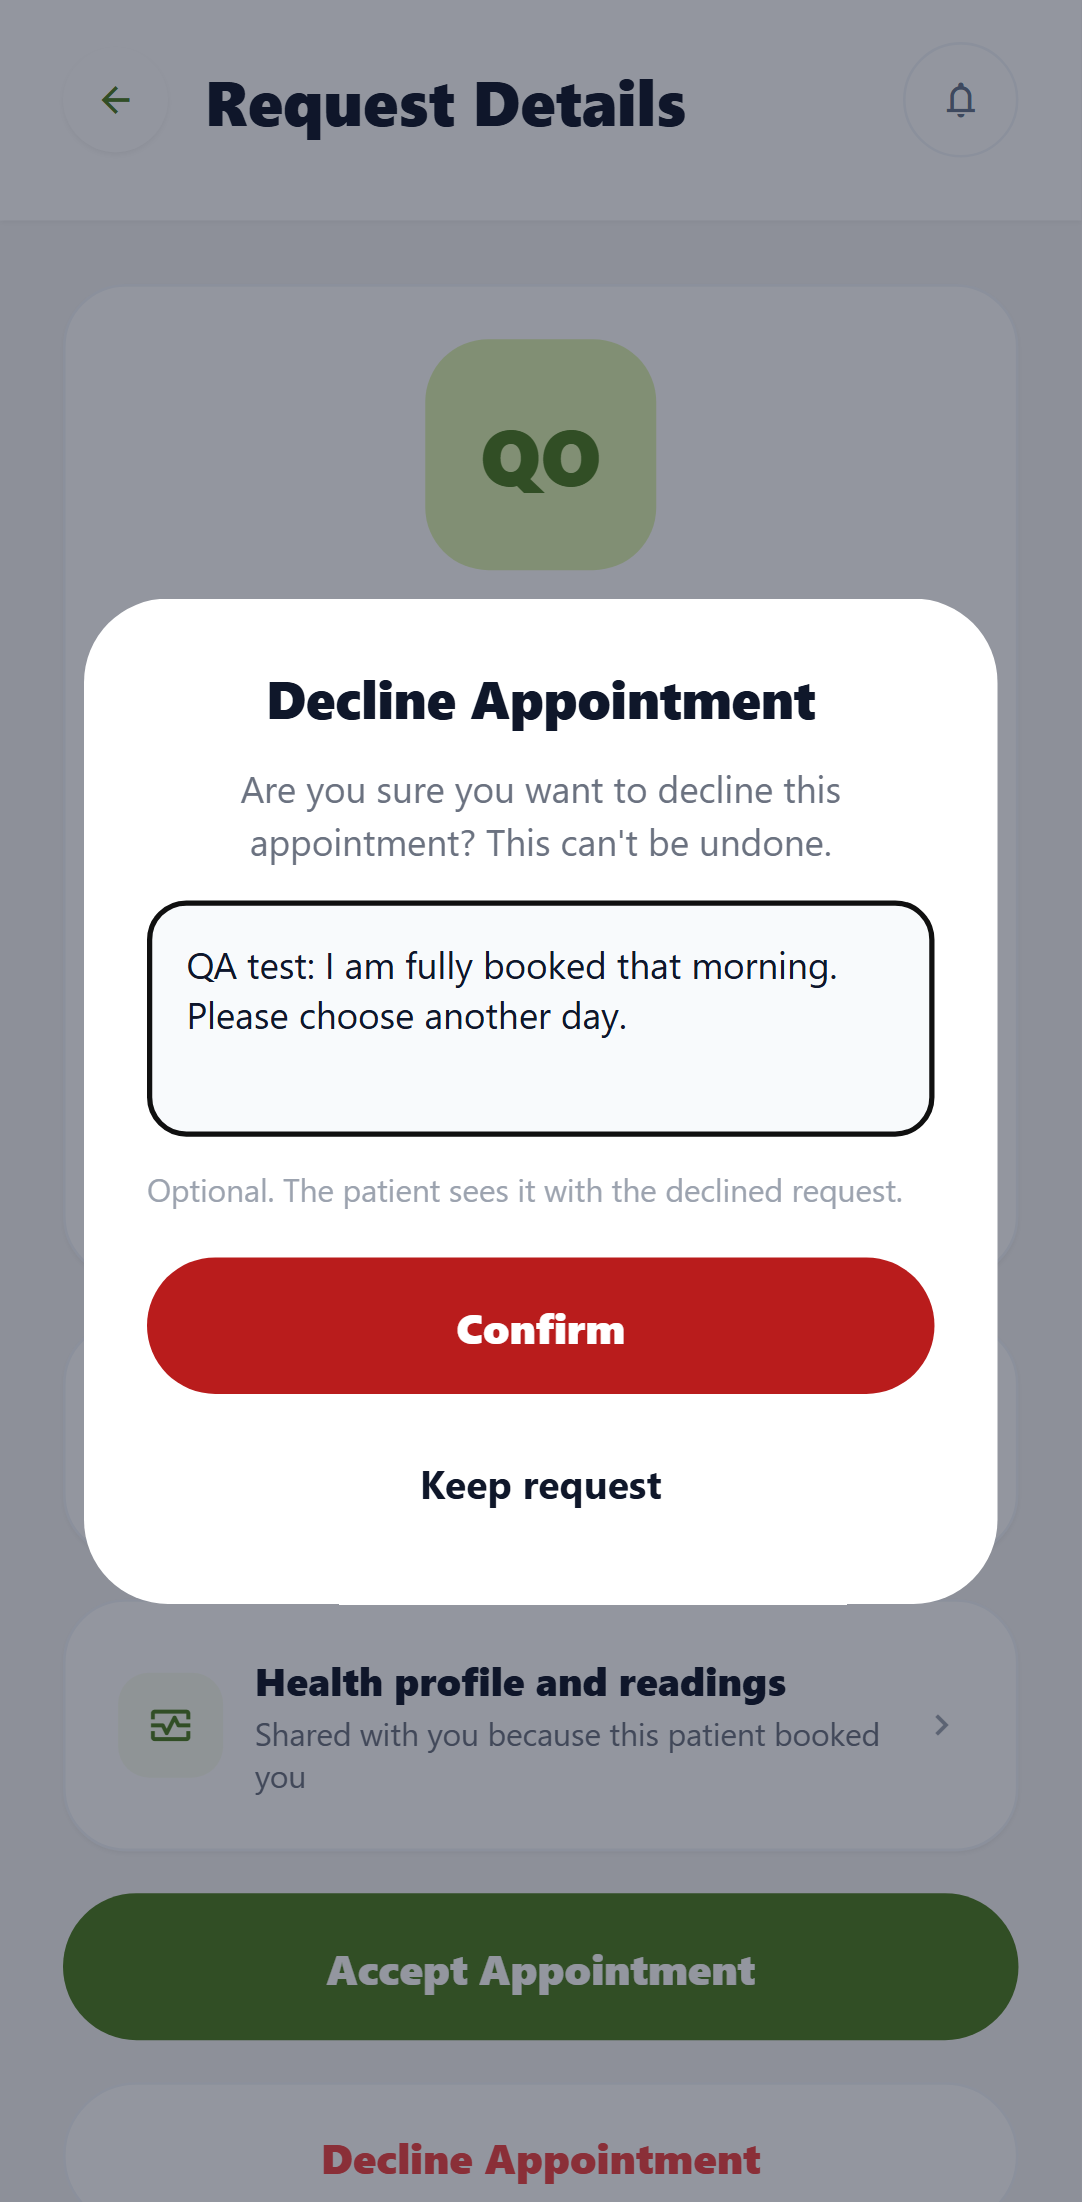 Request Details
QO
Decline Appointment
Are you sure you want to decline this
appointment? This can't be undone.
QA test: I am fully booked that morning.
Please choose another day.
Optional. The patient sees it with the declined request.
Confirm
Keep request
Health profile and readings
Shared with you because this patient booked
you
Accept Appointment
Decline Appointment